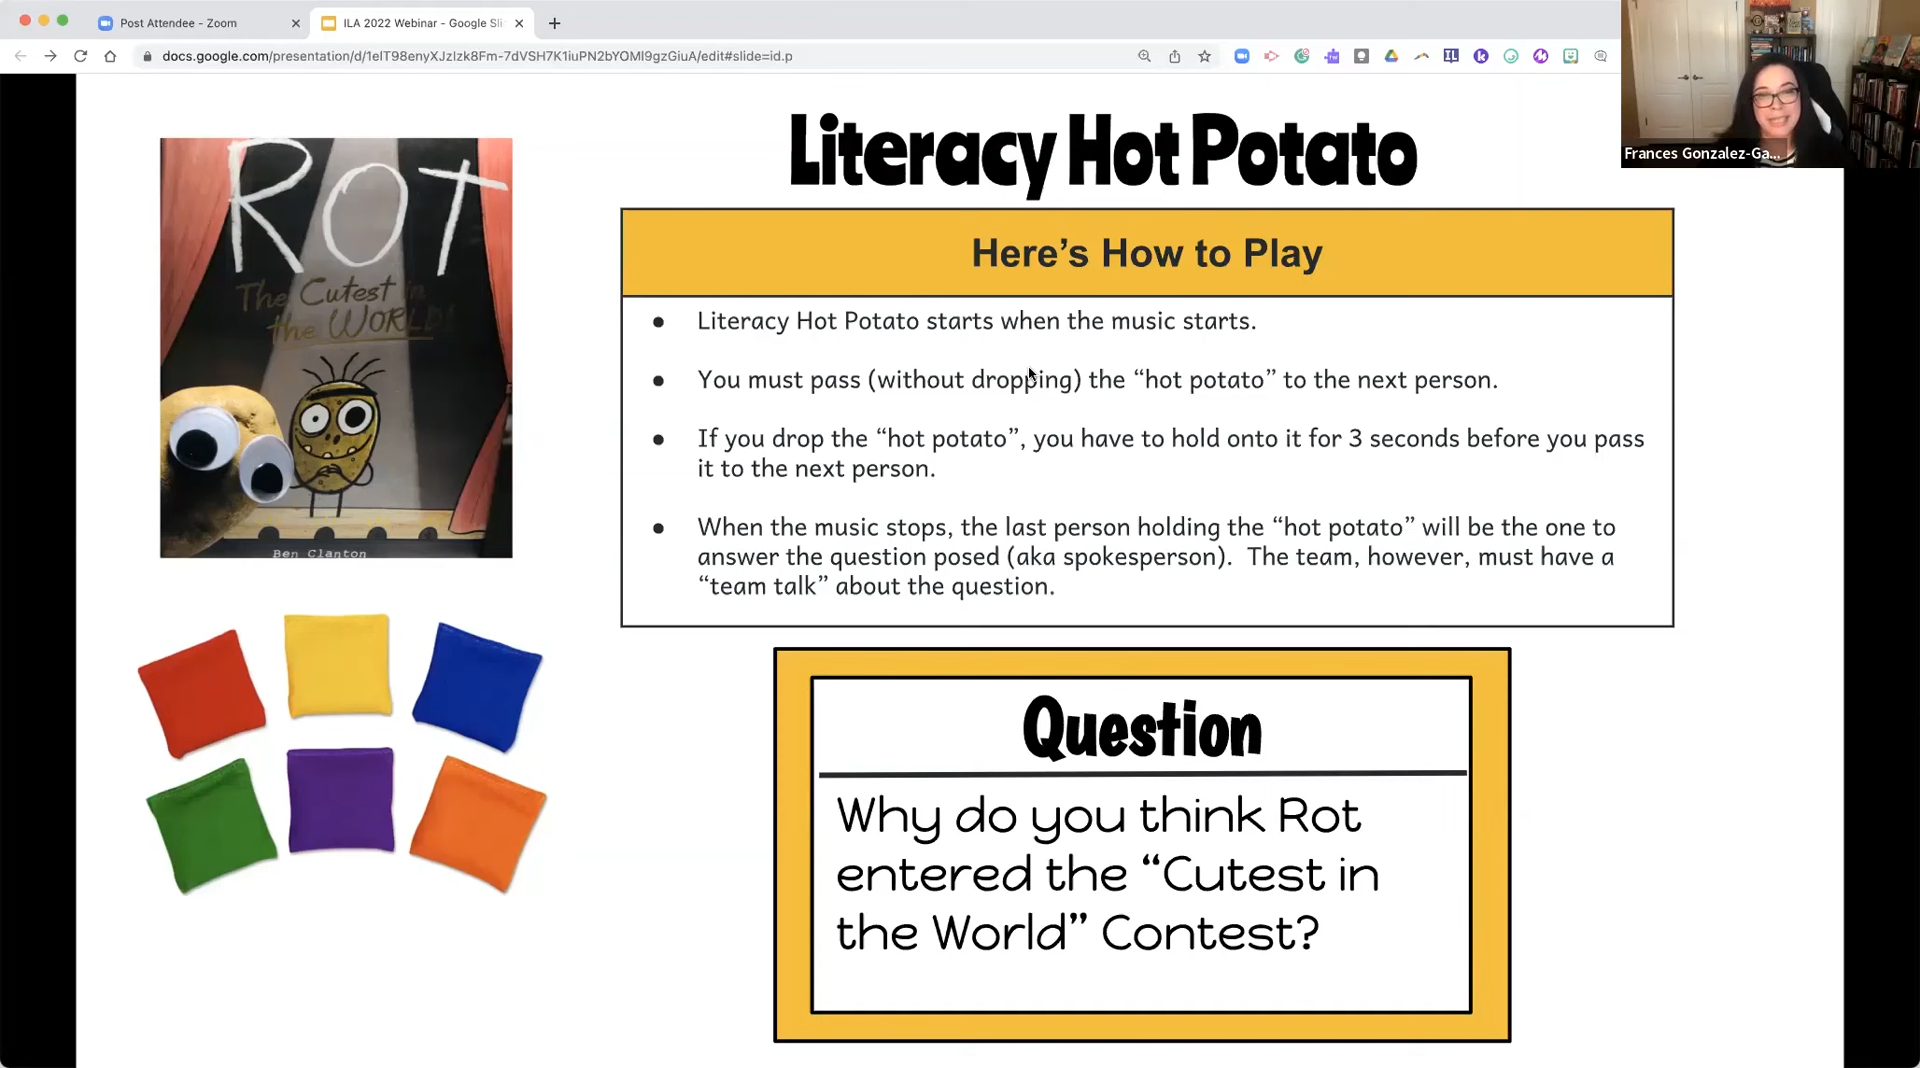 Post Attendee - Zoom
ILA 2022 Webinar - Google Sli
docs.google.com/presentation/d/1eIT98enyXJzIzk8Fm-7dVSH7K1iuPN2bYOMI9gzGiuA/edit#slide=id.p
Frances Gonzalez-Ga...
Literacy Hot Potato
ROT
The Cutest in
the WORLD!
Ben Clanton
Here's How to Play
• Literacy Hot Potato starts when the music starts.
• You must pass (without dropping) the “hot potato” to the next person.
• If you drop the “hot potato”, you have to hold onto it for 3 seconds before you pass
it to the next person.
• When the music stops, the last person holding the “hot potato” will be the one to
answer the question posed (aka spokesperson).  The team, however, must have a
“team talk” about the question.
Question
Why do you think Rot
entered the “Cutest in
the World” Contest?